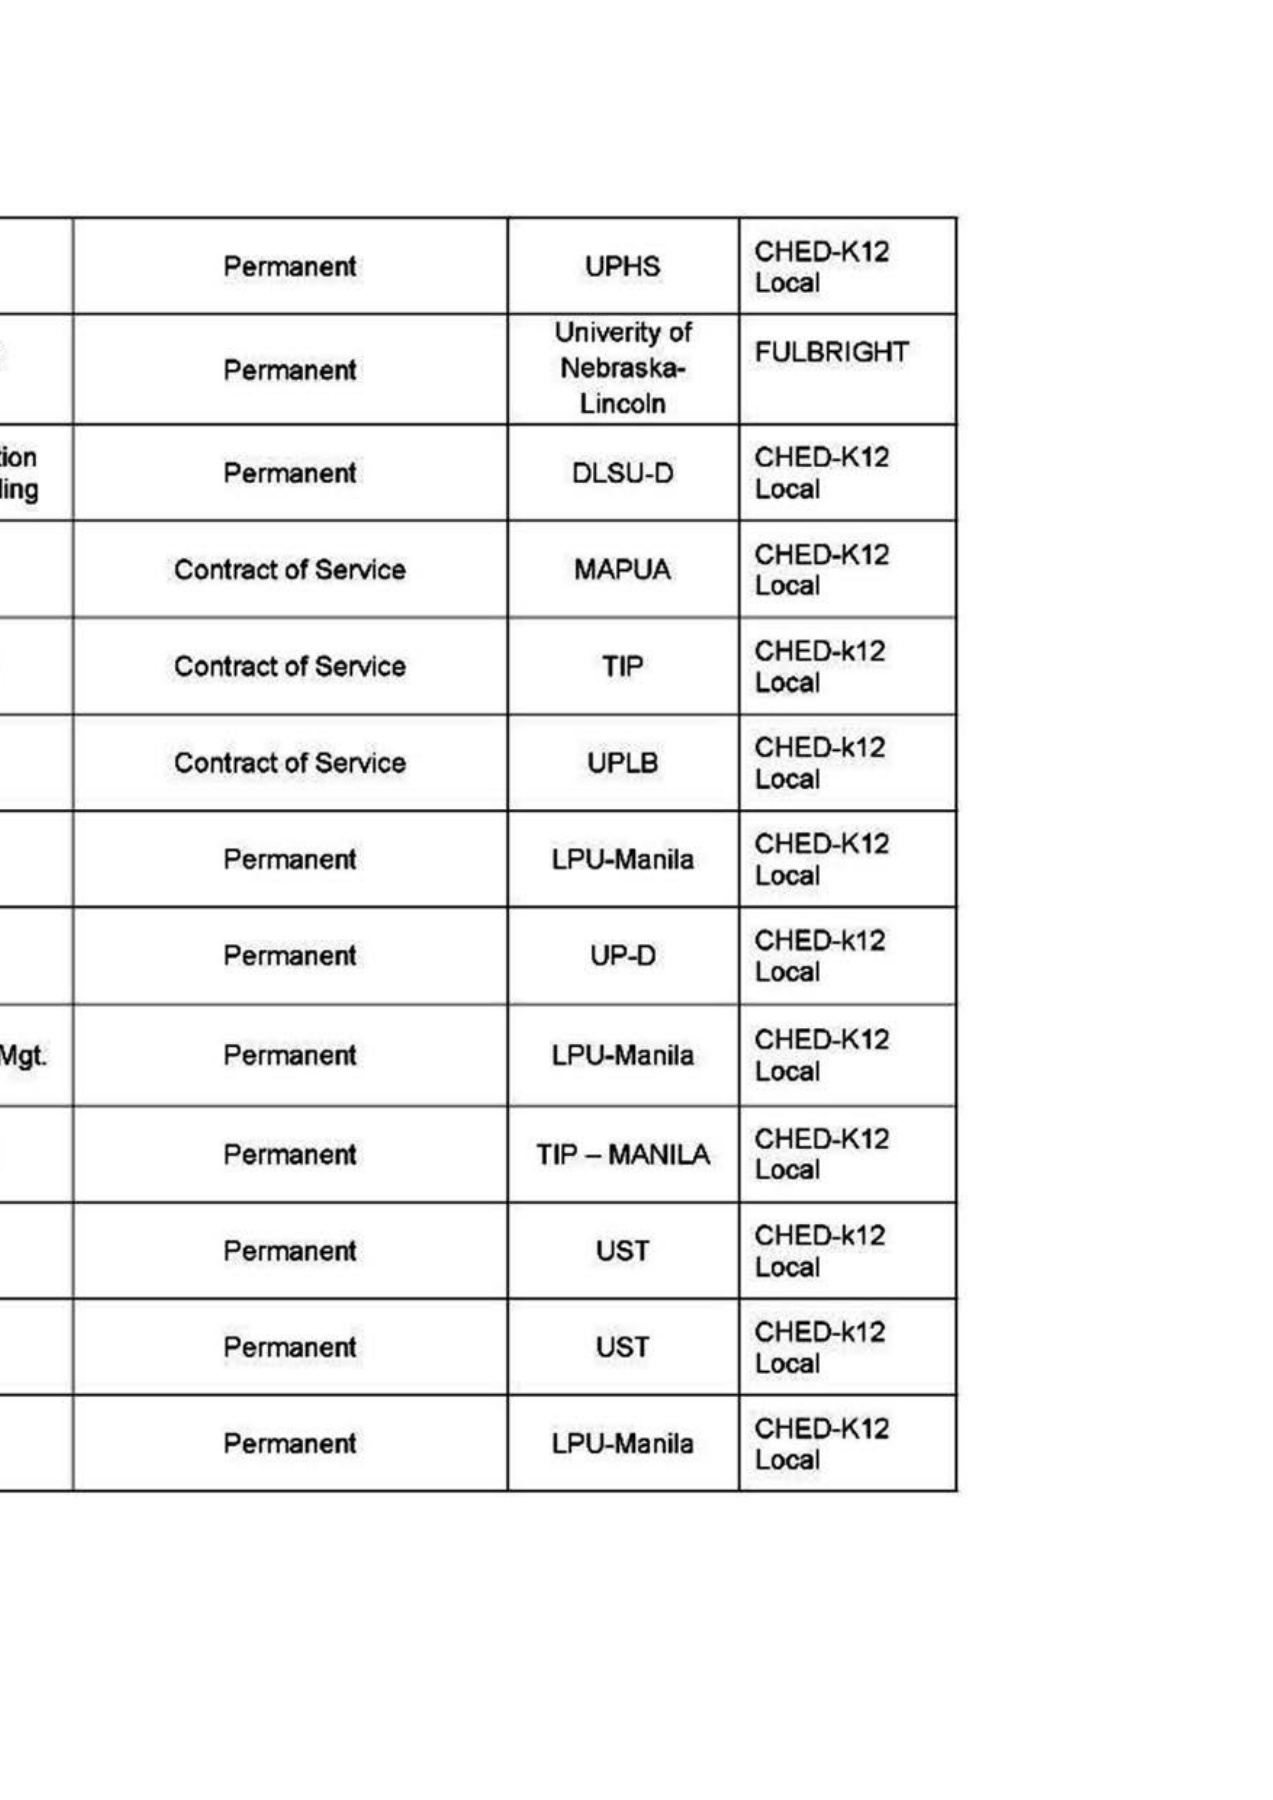 Permanent UPHS CHED-K12
Local
Univerity of
Nebraska-
Lincoln
Permanent FULBRIGHT
Permanent DLSU-D CHED-K12
Local
Contract of Service MAPUA CHED-K12
Local
Contract of Service TIP CHED-k12
Local
Contract of Service UPLB CHED-k12
Local
Permanent LPU-Manila CHED-K12
Local
Permanent UP-D CHED-k12
Local
Mgt. Permanent LPU-Manila CHED-K12
Local
Permanent TIP – MANILA CHED-K12
Local
Permanent UST CHED-k12
Local
Permanent UST CHED-k12
Local
Permanent LPU-Manila CHED-K12
Local